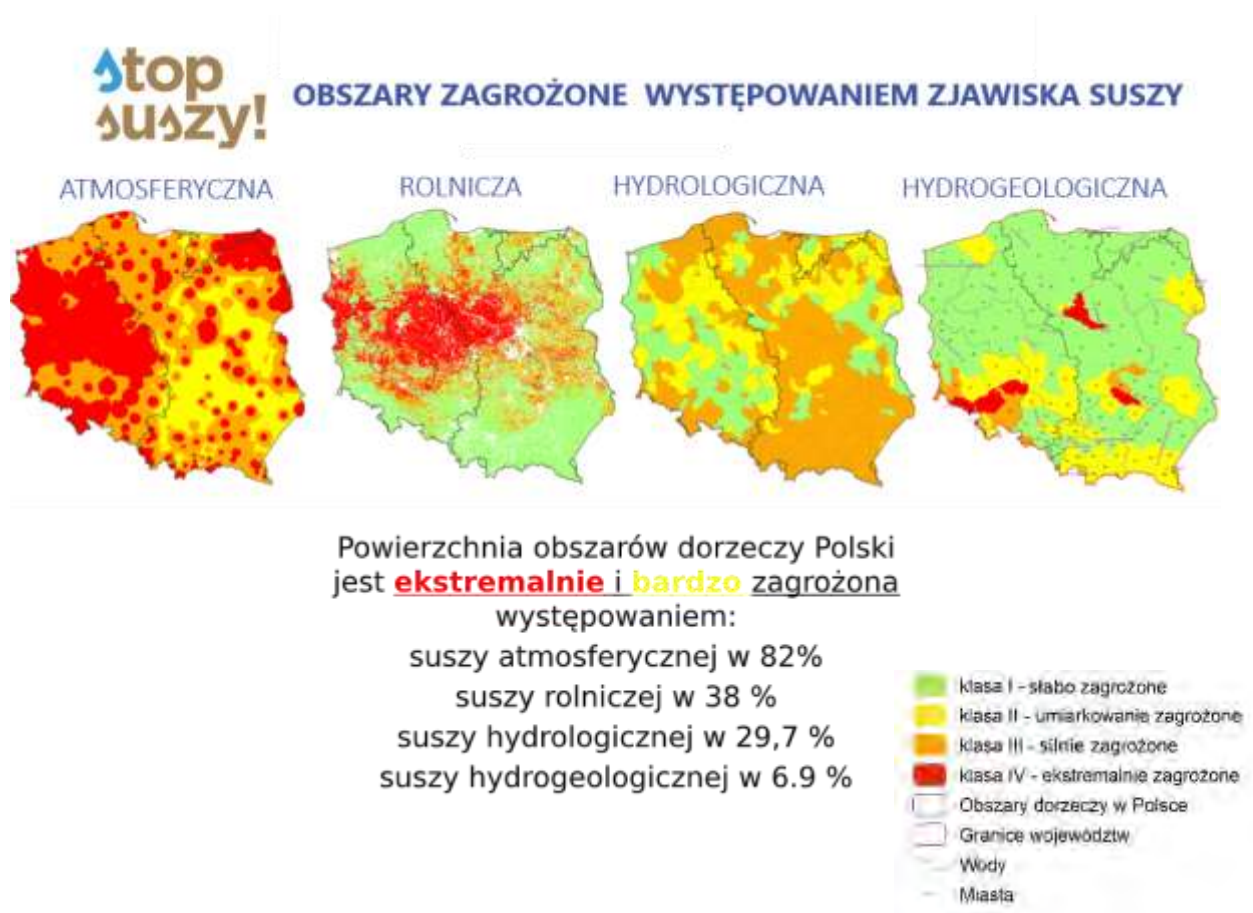 stop
suszy!
OBSZARY ZAGROŻONE WYSTĘPOWANIEM ZJAWISKA SUSZY
ATMOSFERYCZNA
ROLNICZA
HYDROLOGICZNA
HYDROGEOLOGICZNA
Powierzchnia obszarów dorzeczy Polski
jest ekstremalnie i bardzo zagrożona
występowaniem:
suszy atmosferycznej w 82%
suszy rolniczej w 38 %
suszy hydrologicznej w 29,7 %
suszy hydrogeologicznej w 6.9 %
klasa I - słabo zagrożone
klasa II - umiarkowanie zagrożone
klasa III - silnie zagrożone
klasa IV - ekstremalnie zagrożone
Obszary dorzeczy w Polsce
Granice województw
Wody
Miasta